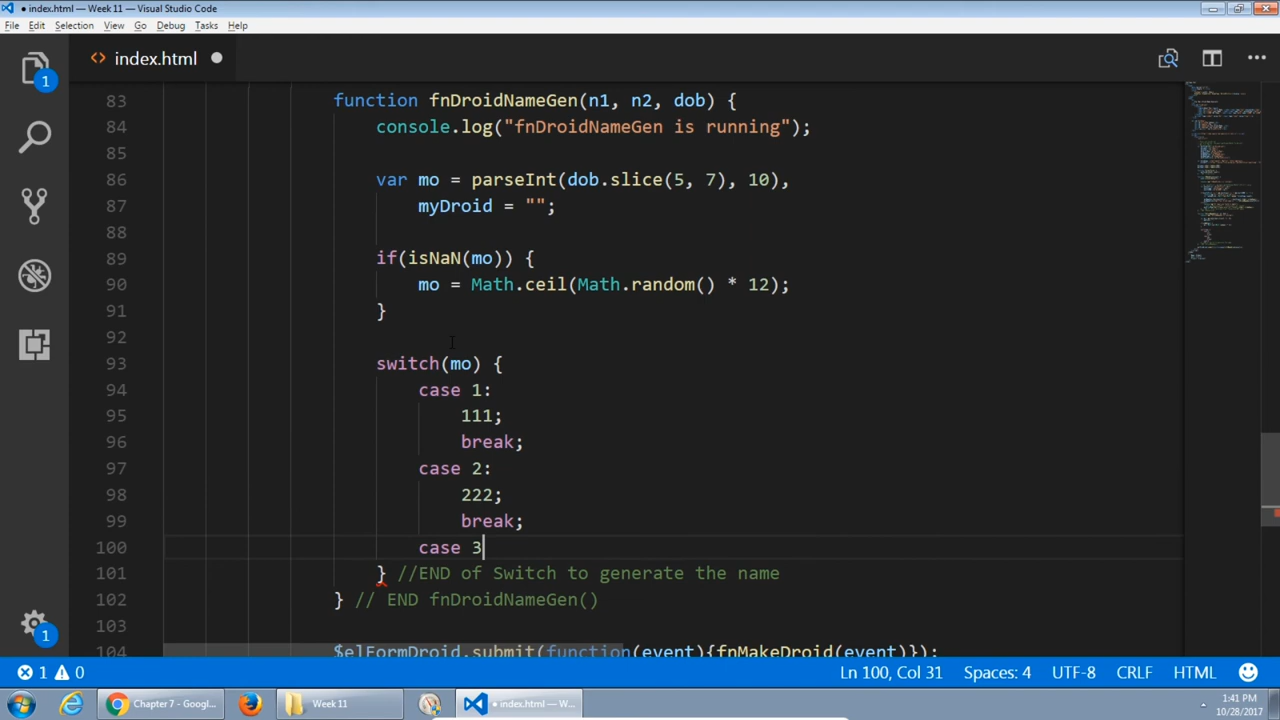 ● index.html — Week 11 — Visual Studio Code
File Edit Selection View Go Debug Tasks Help
<> index.html ●
1
83 function fnDroidNameGen(n1, n2, dob) {
84 console.log("fnDroidNameGen is running");
85
86 var mo = parseInt(dob.slice(5, 7), 10),
87 myDroid = "";
88
89 if(isNaN(mo)) {
90 mo = Math.ceil(Math.random() * 12);
91 }
92
93 switch(mo) {
94 case 1:
95 111;
96 break;
97 case 2:
98 222;
99 break;
100 case 3
101 } //END of Switch to generate the name
102 } // END fnDroidNameGen()
103
104 $elFormDroid.submit(function(event){fnMakeDroid(event)});
1
1 0 Ln 100, Col 31 Spaces: 4 UTF-8 CRLF HTML
Chapter 7 - Googl... Week 11 ● index.html — W... 1:41 PM
10/28/2017